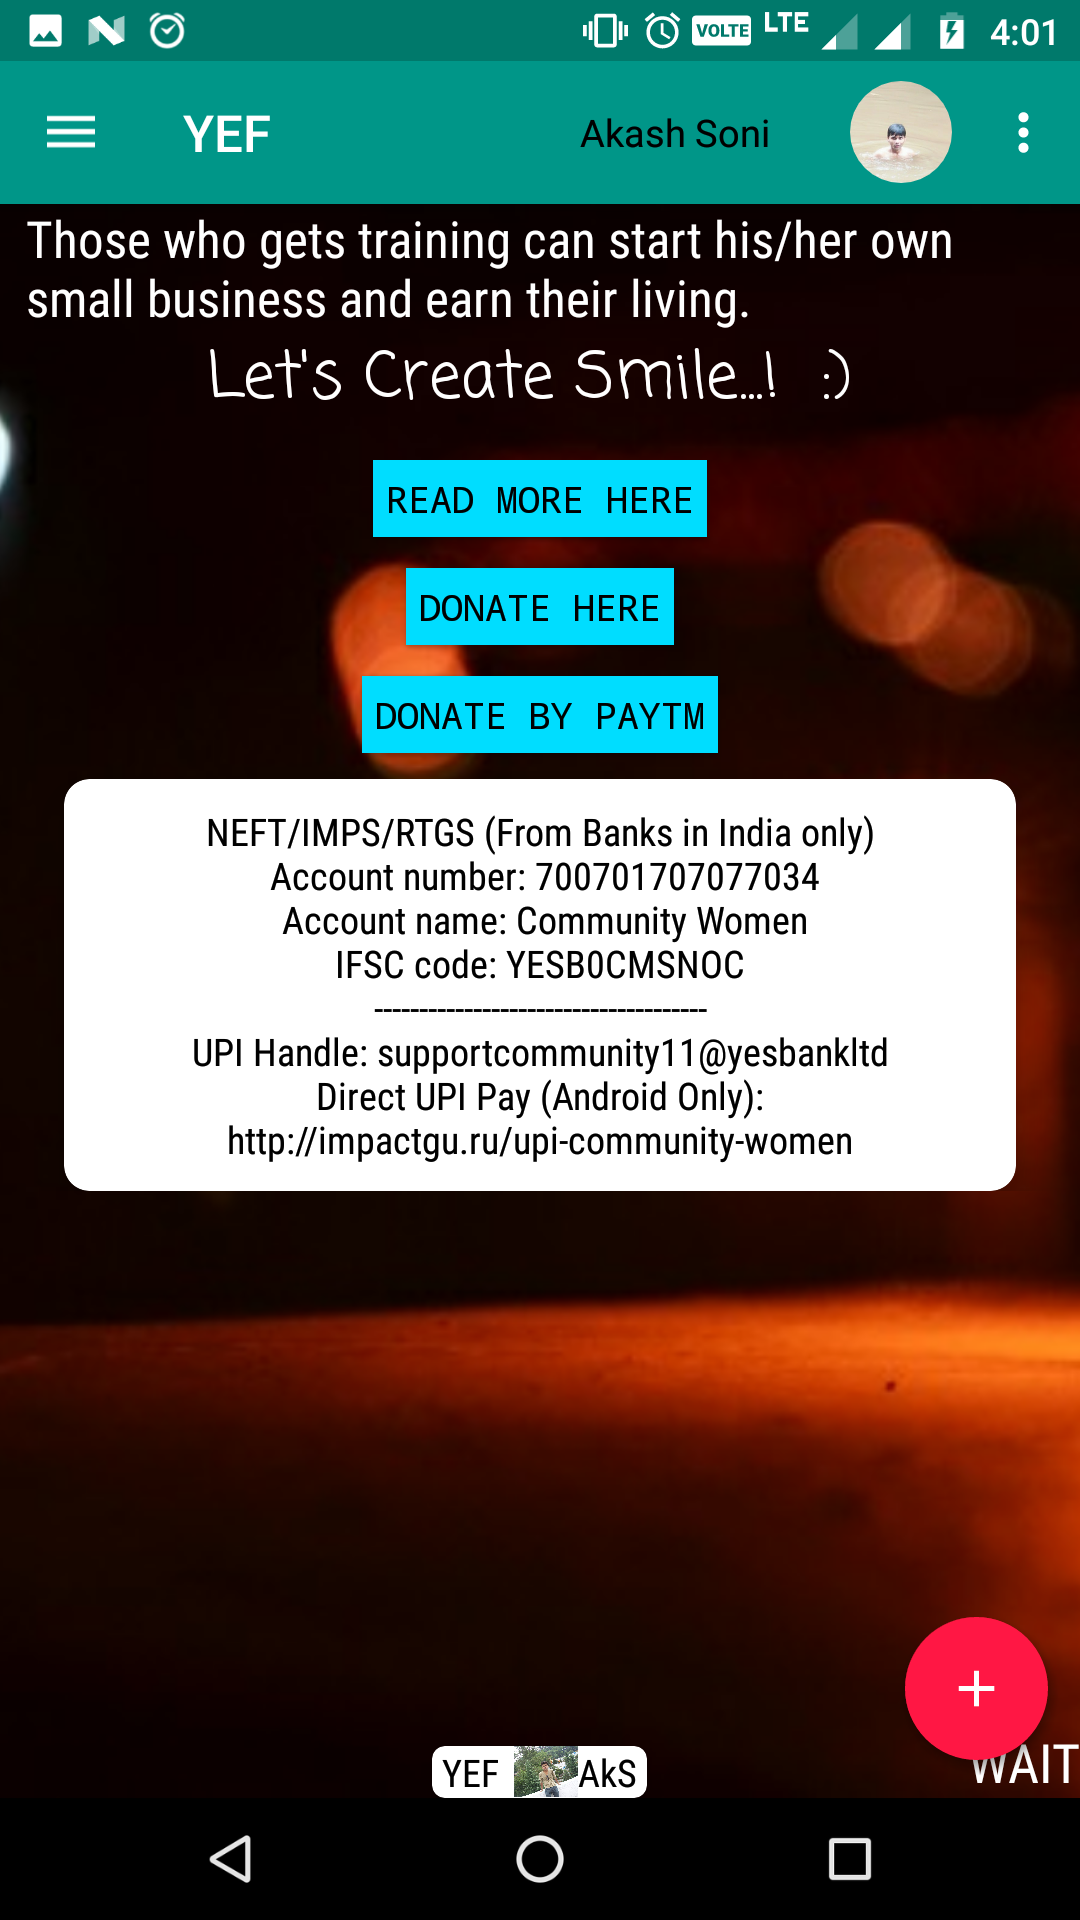 VOLTE LTE 4:01
YEF Akash Soni
Those who gets training can start his/her own
small business and earn their living.
Let's Create Smile...! :)
READ MORE HERE
DONATE HERE
DONATE BY PAYTM
NEFT/IMPS/RTGS (From Banks in India only)
Account number: 700701707077034
Account name: Community Women
IFSC code: YESB0CMSNOC
-------------------------------------
UPI Handle: supportcommunity11@yesbankltd
Direct UPI Pay (Android Only):
http://impactgu.ru/upi-community-women
WAIT
YEF AkS